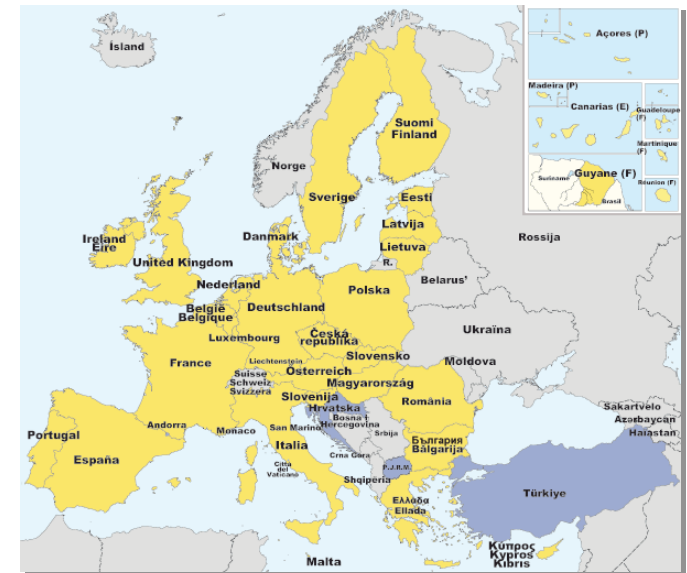 Ísland
Açores (P)
Madeira (P)
Canarias (E)
Guadeloupe
(F)
Martinique
(F)
Guyane (F)
Suriname
Brasil
Réunion (F)
Suomi
Finland
Norge
Sverige
Eesti
Latvija
Lietuva
R.
Danmark
Rossija
Ireland
Éire
United Kingdom
Nederland
Belarus'
Polska
Deutschland
België
Belgique
Luxembourg
Česká
republika
Ukraïna
Slovensko
Moldova
France
Liechtenstein
Österreich
Suisse
Schweiz
Svizzera
Magyarország
Slovenija
România
Hrvatska
Bosna i
Hercegovina
Srbija
Sakartvelo
Azərbaycan
Haiastan
Andorra
Monaco
San Marino
Portugal
España
Italia
България
Bălgarija
Crna Gora
Città
del
Vaticano
P.J.R.M.
Shqipëria
Türkiye
Ελλάδα
Ellada
Κύπρος
Kypros
Kıbrıs
Malta